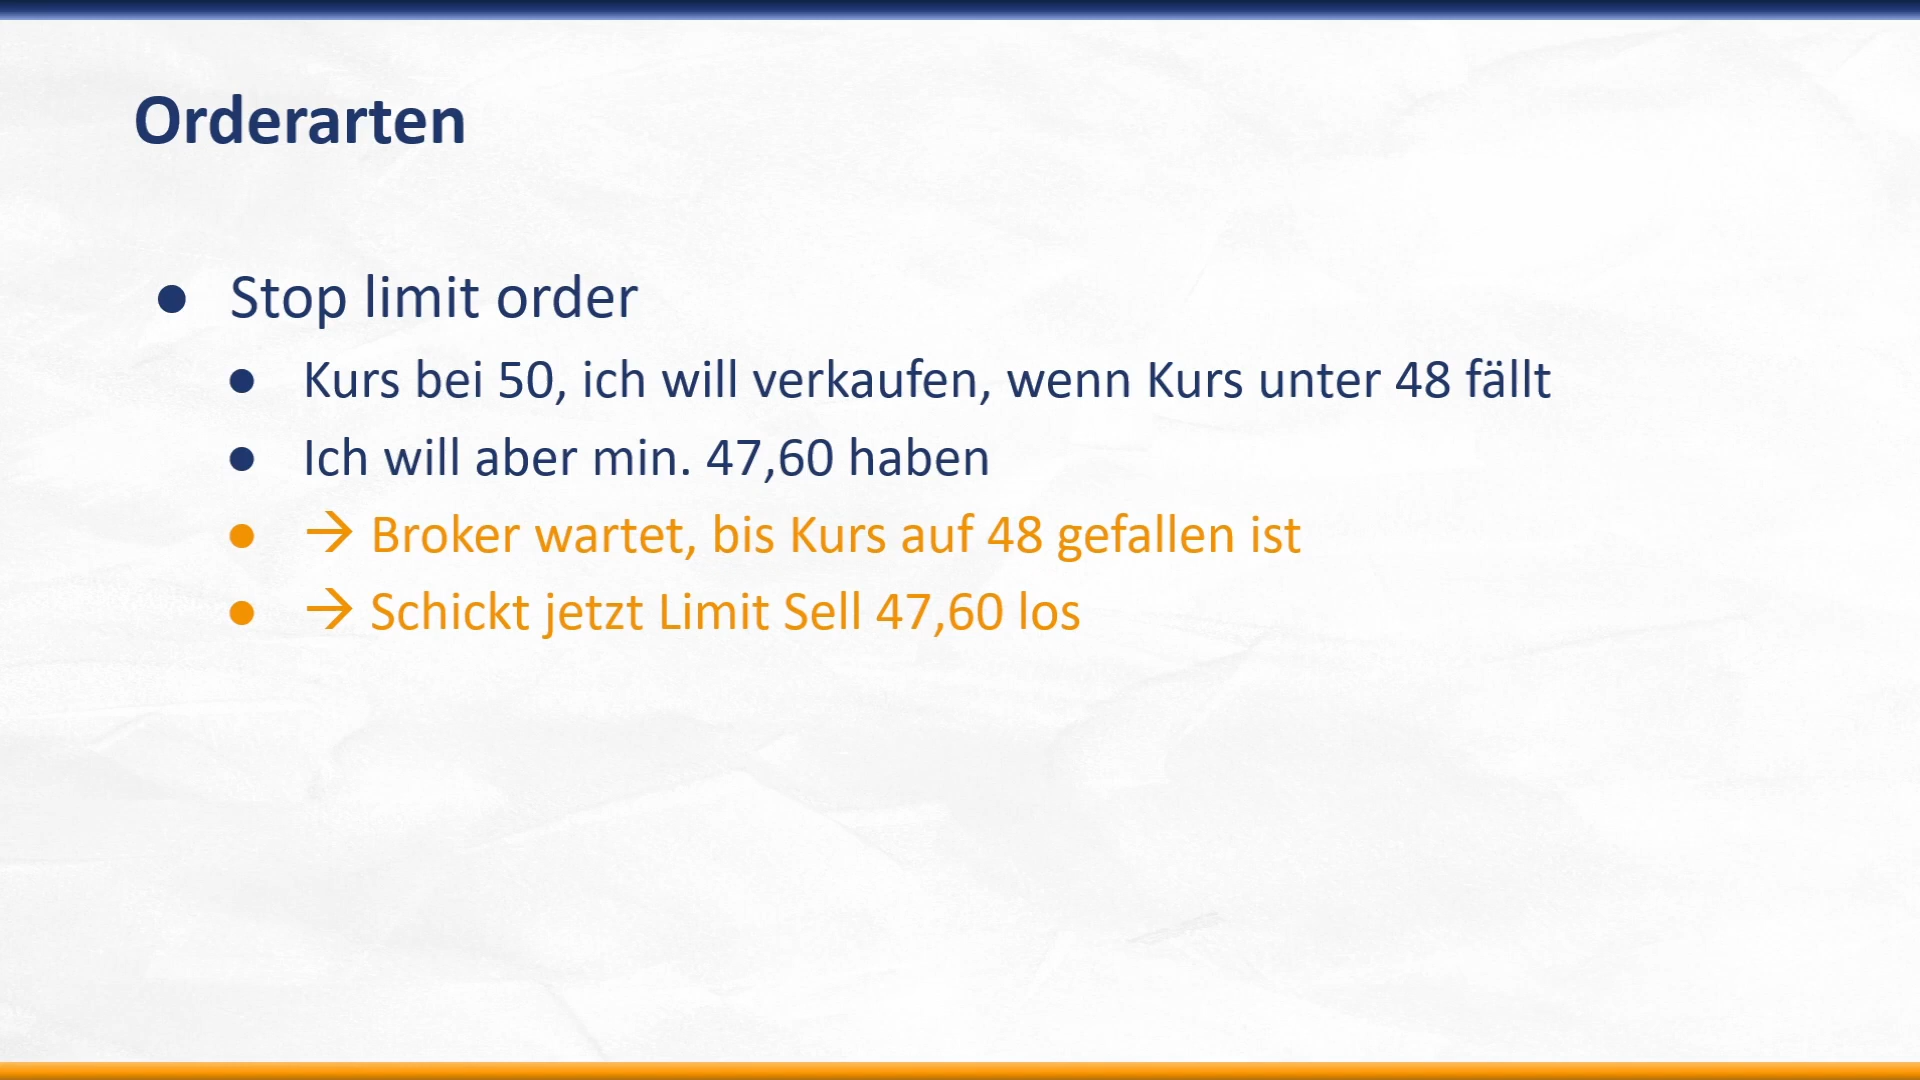 Orderarten
● Stop limit order
● Kurs bei 50, ich will verkaufen, wenn Kurs unter 48 fällt
● Ich will aber min. 47,60 haben
● → Broker wartet, bis Kurs auf 48 gefallen ist
● → Schickt jetzt Limit Sell 47,60 los